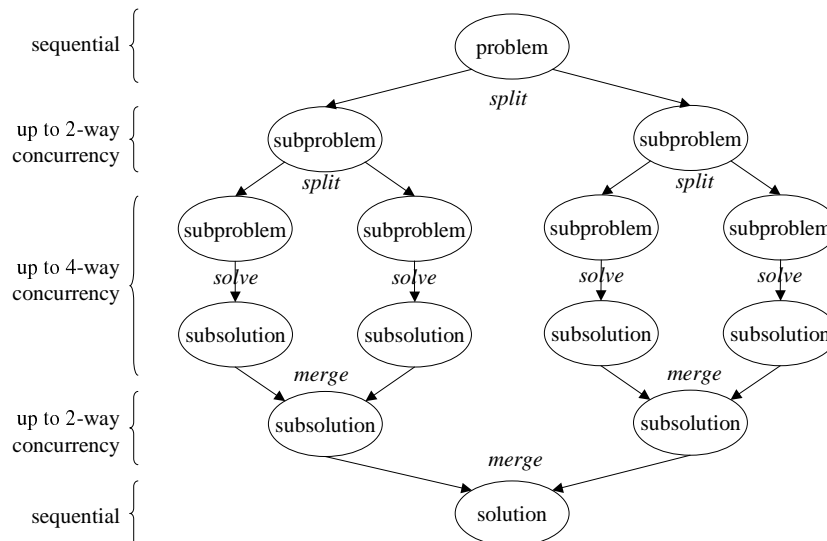 sequential
problem
split
up to 2-way
concurrency
subproblem
subproblem
split
split
subproblem
subproblem
subproblem
subproblem
up to 4-way
concurrency
solve
solve
solve
solve
subsolution
subsolution
subsolution
subsolution
merge
merge
up to 2-way
concurrency
subsolution
subsolution
merge
sequential
solution